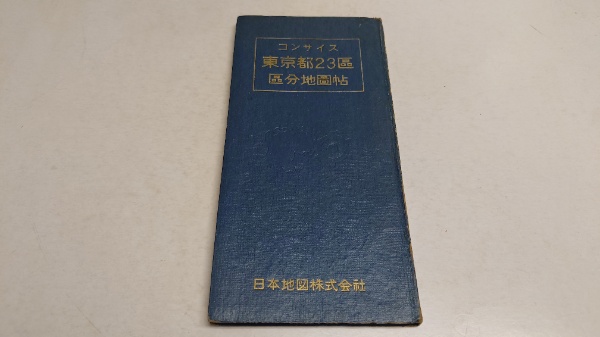 コンサイス
東京都23區
區分地圖帖
日本地図株式会社